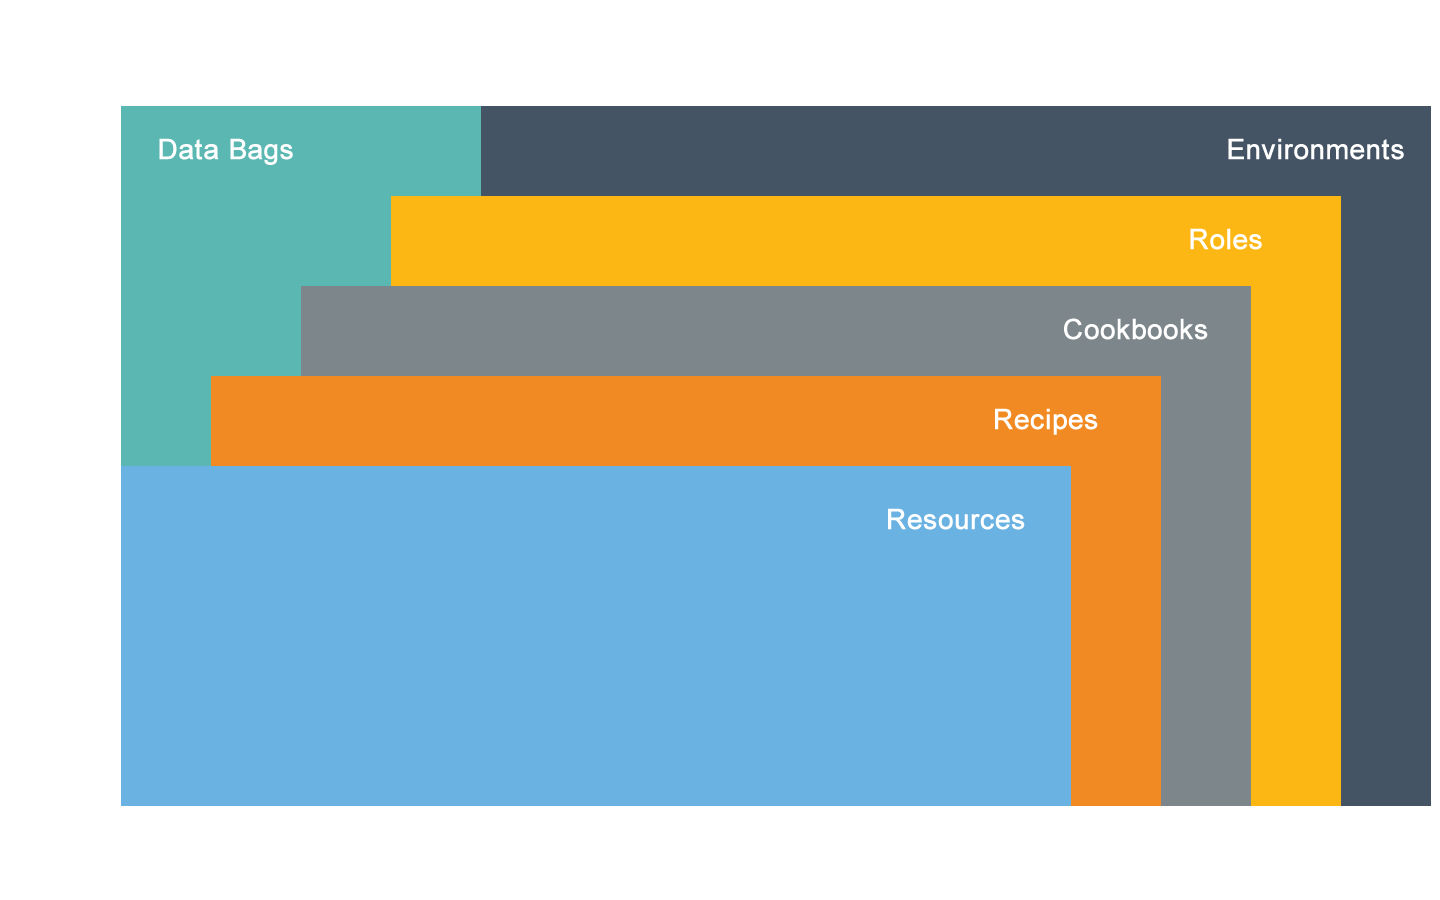 Data Bags
Environments
Roles
Cookbooks
Recipes
Resources